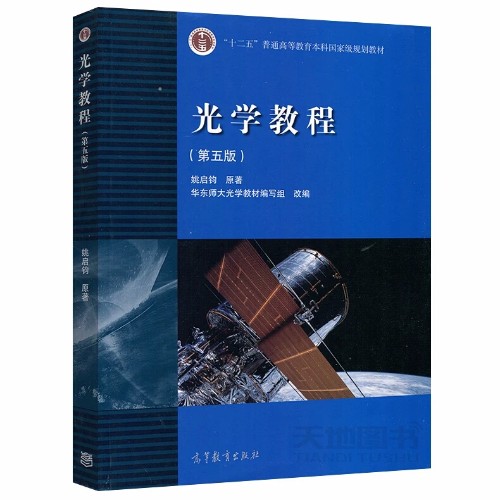 "十二五"普通高等教育本科国家级规划教材
光学教程
(第五版)
姚启钧 原著
华东师大光学教材编写组 改编
高等教育出版社
光学教程
(第五版)
姚启钧 原著
天地图书